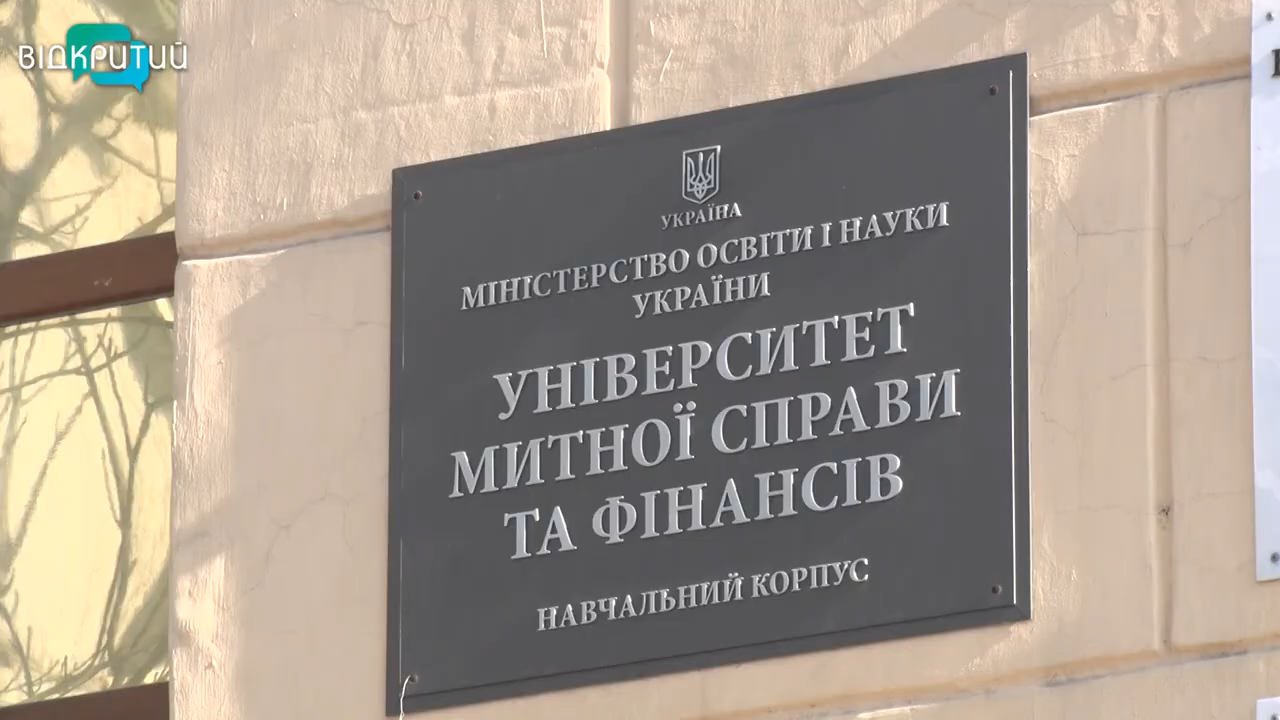 ВІДКРИТИЙ
УКРАЇНА
МІНІСТЕРСТВО ОСВІТИ І НАУКИ
УКРАЇНИ
УНІВЕРСИТЕТ
МИТНОЇ СПРАВИ
ТА ФІНАНСІВ
НАВЧАЛЬНИЙ КОРПУС